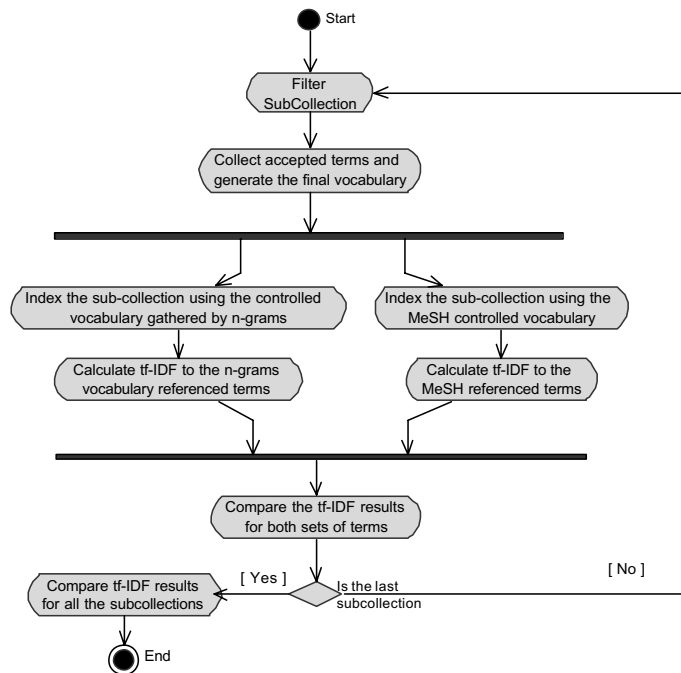 Start
Filter
SubCollection
Collect accepted terms and
generate the final vocabulary
Index the sub-collection using the controlled
vocabulary gathered by n-grams
Index the sub-collection using the
MeSH controlled vocabulary
Calculate tf-IDF to the n-grams
vocabulary referenced terms
Calculate tf-IDF to the
MeSH referenced terms
Compare the tf-IDF results
for both sets of terms
[ Yes ]
Is the last
subcollection
[ No ]
Compare tf-IDF results
for all the subcollections
End